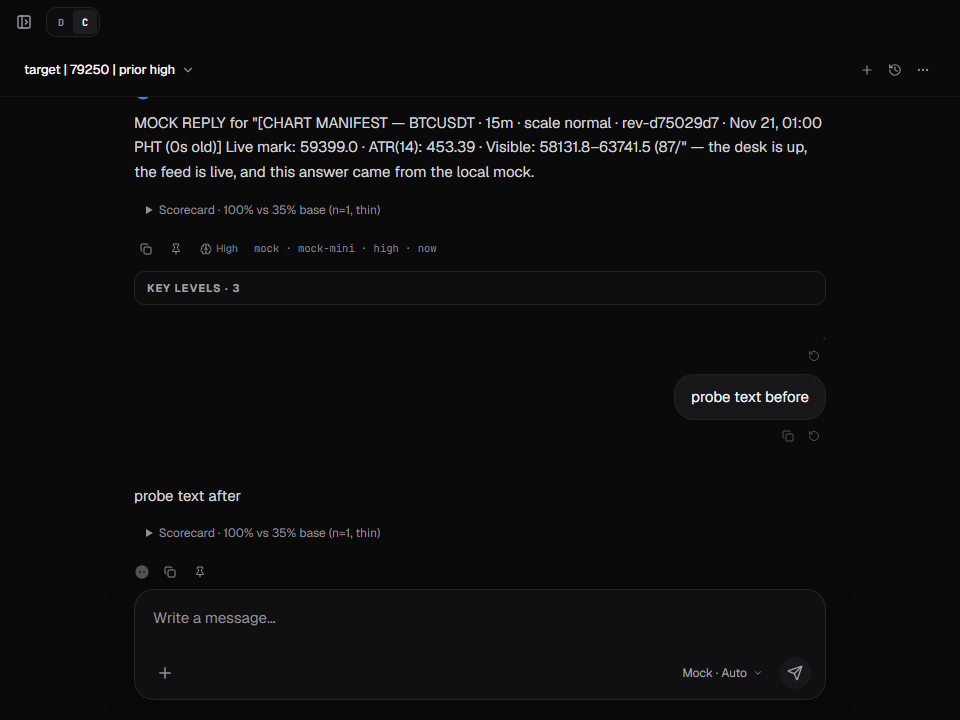 D C
target | 79250 | prior high
MOCK REPLY for "[CHART MANIFEST — BTCUSDT · 15m · scale normal · rev-d75029d7 · Nov 21, 01:00
PHT (0s old)] Live mark: 59399.0 · ATR(14): 453.39 · Visible: 58131.8–63741.5 (87/" — the desk is up,
the feed is live, and this answer came from the local mock.
Scorecard · 100% vs 35% base (n=1, thin)
High mock · mock-mini · high · now
KEY LEVELS · 3
probe text before
probe text after
Scorecard · 100% vs 35% base (n=1, thin)
Write a message...
Mock · Auto